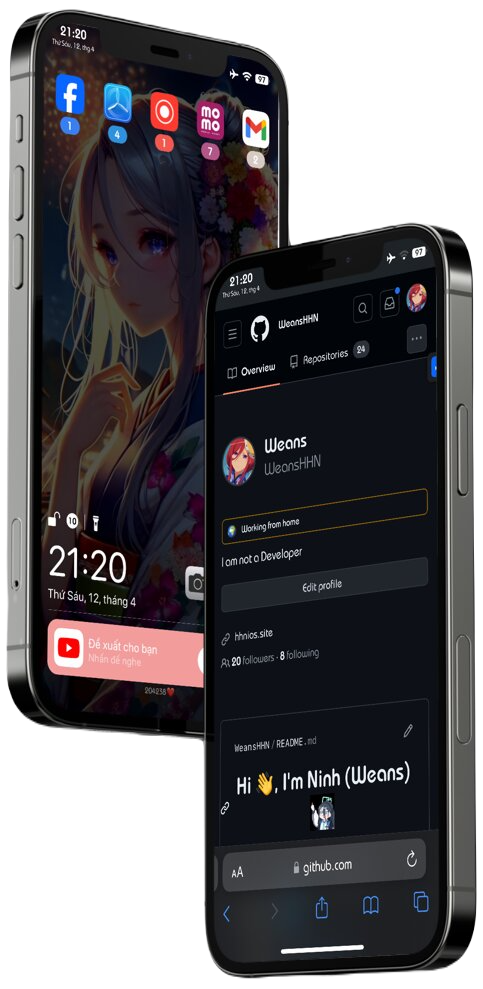 21:20
Thứ Sáu, 12, thg 4
97
1
4
1
mo
mo
7
2
10
21:20
Thứ Sáu, 12, tháng 4
Đề xuất cho bạn
Nhấn để nghe
204238❤️
21:20
Thứ Sáu, 12, thg 4
97
WeansHHN
Overview
Repositories 24
Weans
WeansHHN
🌍 Working from home
I am not a Developer
Edit profile
hhnios.site
20 followers · 8 following
WeansHHN / README.md
Hi 👋, I'm Ninh (Weans)
AA github.com